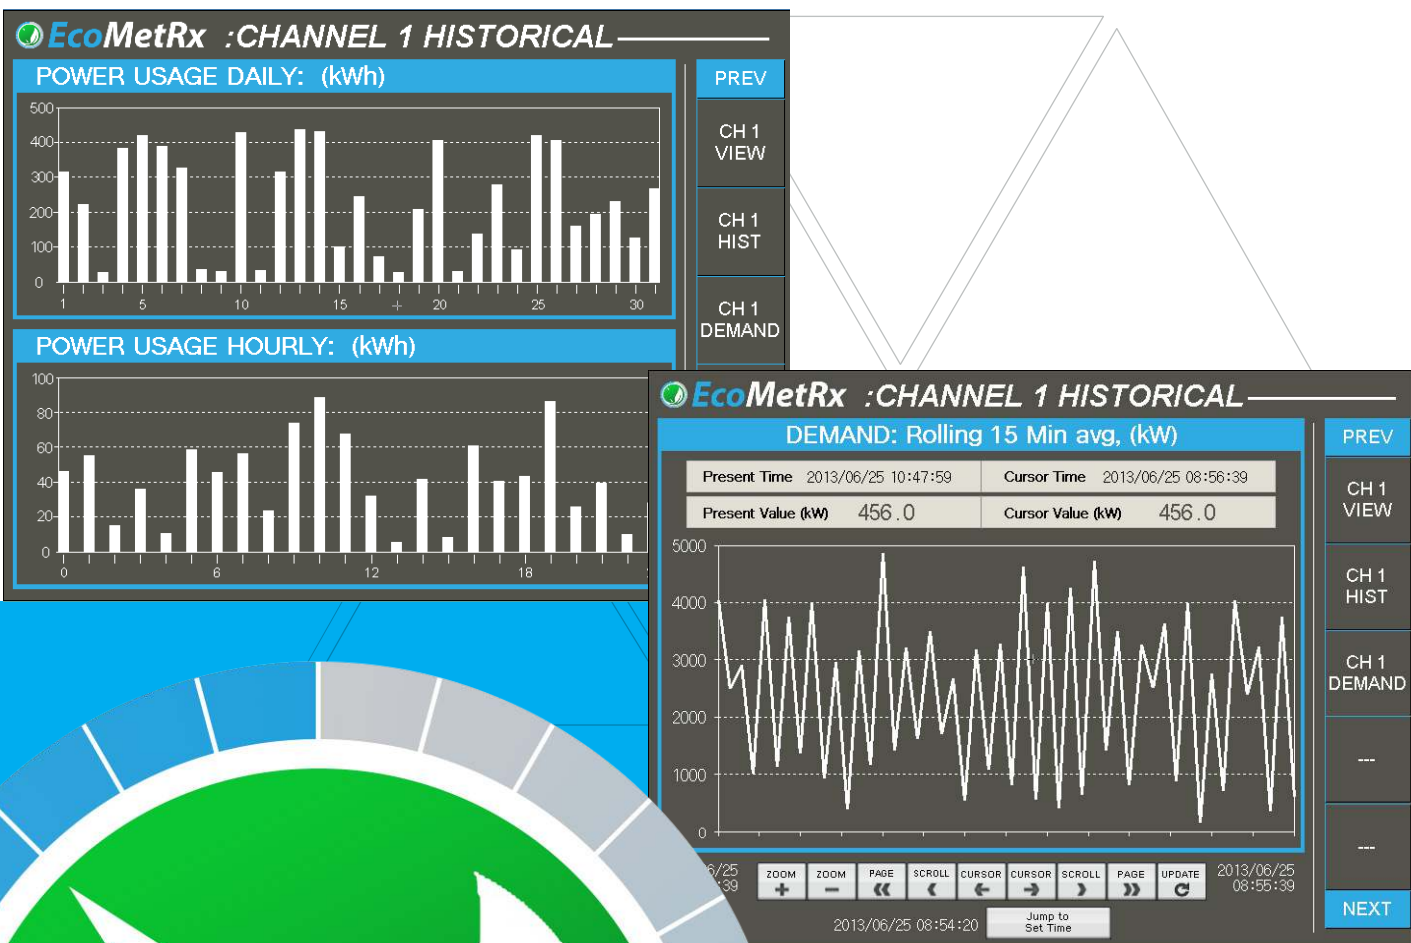 EcoMetRx :CHANNEL 1 HISTORICAL
POWER USAGE DAILY: (kWh)
500
400
300
200
100
0
1 5 10 15 20 25 30
PREV
CH 1
VIEW
CH 1
HIST
CH 1
DEMAND
POWER USAGE HOURLY: (kWh)
100
80
60
40
20
0
0 6 12 18
EcoMetRx :CHANNEL 1 HISTORICAL
DEMAND: Rolling 15 Min avg, (kW)
Present Time 2013/06/25 10:47:59 Cursor Time 2013/06/25 08:56:39
Present Value (kW) 456.0 Cursor Value (kW) 456.0
5000
4000
3000
2000
1000
0
PREV
CH 1
VIEW
CH 1
HIST
CH 1
DEMAND
---
---
NEXT
/25
:39
ZOOM ZOOM PAGE SCROLL CURSOR CURSOR SCROLL PAGE UPDATE
2013/06/25
08:55:39
2013/06/25 08:54:20
Jump to
Set Time